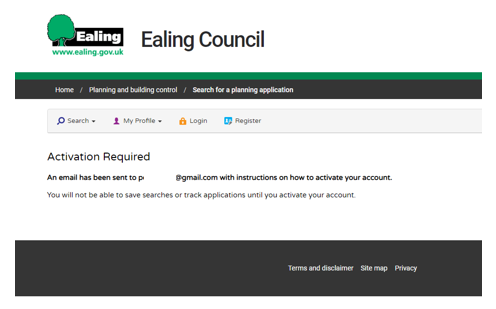 Ealing
www.ealing.gov.uk
Ealing Council
Home / Planning and building control / Search for a planning application
Search My Profile Login Register
Activation Required
An email has been sent to p @gmail.com with instructions on how to activate your account.
You will not be able to save searches or track applications until you activate your account.
Terms and disclaimer Site map Privacy